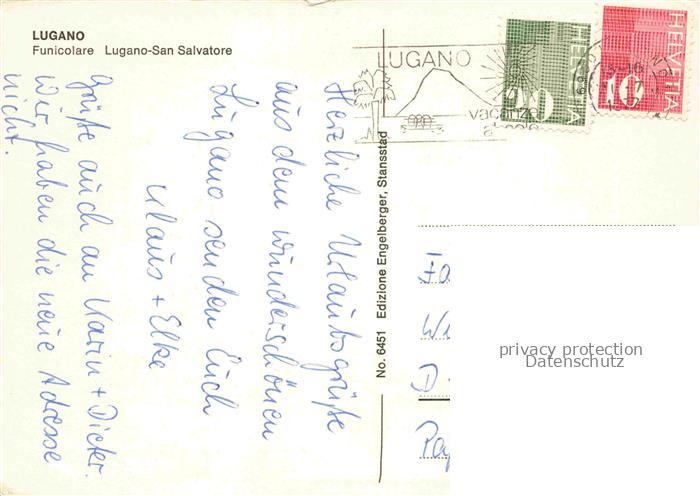 LUGANO
Funicolare Lugano-San Salvatore
Herzliche Urlaubsgrüße
aus dem wunderschönen
Lugano senden Euch
Klaus + Elke
Grüße auch an Karin + Dieter.
Wir haben die neue Adresse
nicht.
No. 6451 Edizione Engelberger, Stansstad
LUGANO
vacanze
HELVETIA
20
HELVETIA
10
privacy protection
Datenschutz